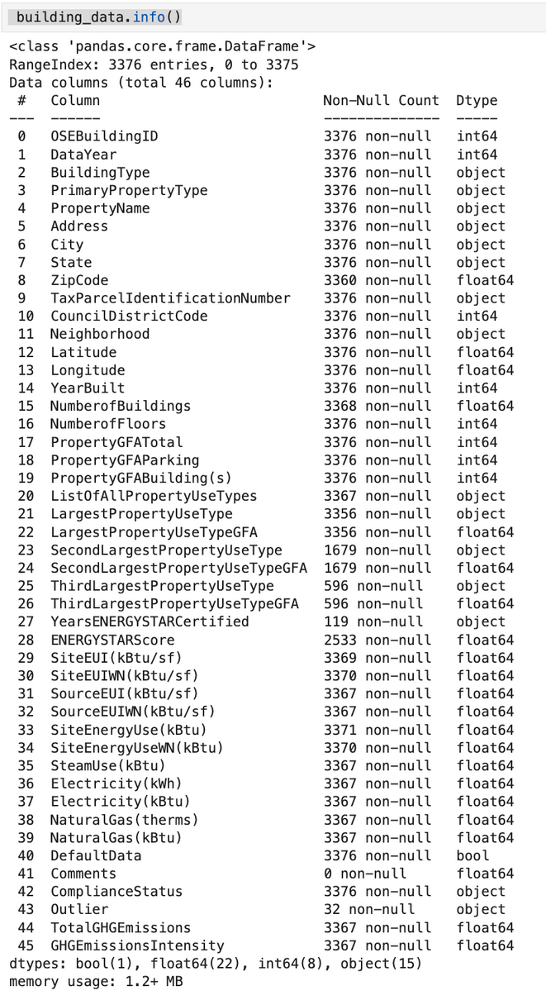 building_data.info()
<class 'pandas.core.frame.DataFrame'>
RangeIndex: 3376 entries, 0 to 3375
Data columns (total 46 columns):
 #   Column                           Non-Null Count  Dtype
---  ------                           --------------  -----
 0   OSEBuildingID                    3376 non-null   int64
 1   DataYear                         3376 non-null   int64
 2   BuildingType                     3376 non-null   object
 3   PrimaryPropertyType              3376 non-null   object
 4   PropertyName                     3376 non-null   object
 5   Address                          3376 non-null   object
 6   City                             3376 non-null   object
 7   State                            3376 non-null   object
 8   ZipCode                          3360 non-null   float64
 9   TaxParcelIdentificationNumber    3376 non-null   object
 10  CouncilDistrictCode              3376 non-null   int64
 11  Neighborhood                     3376 non-null   object
 12  Latitude                         3376 non-null   float64
 13  Longitude                        3376 non-null   float64
 14  YearBuilt                        3376 non-null   int64
 15  NumberofBuildings                3368 non-null   float64
 16  NumberofFloors                   3376 non-null   int64
 17  PropertyGFATotal                 3376 non-null   int64
 18  PropertyGFAParking               3376 non-null   int64
 19  PropertyGFABuilding(s)           3376 non-null   int64
 20  ListOfAllPropertyUseTypes        3367 non-null   object
 21  LargestPropertyUseType           3356 non-null   object
 22  LargestPropertyUseTypeGFA        3356 non-null   float64
 23  SecondLargestPropertyUseType     1679 non-null   object
 24  SecondLargestPropertyUseTypeGFA  1679 non-null   float64
 25  ThirdLargestPropertyUseType      596 non-null    object
 26  ThirdLargestPropertyUseTypeGFA   596 non-null    float64
 27  YearsENERGYSTARCertified         119 non-null    object
 28  ENERGYSTARScore                  2533 non-null   float64
 29  SiteEUI(kBtu/sf)                 3369 non-null   float64
 30  SiteEUIWN(kBtu/sf)               3370 non-null   float64
 31  SourceEUI(kBtu/sf)               3367 non-null   float64
 32  SourceEUIWN(kBtu/sf)             3367 non-null   float64
 33  SiteEnergyUse(kBtu)              3371 non-null   float64
 34  SiteEnergyUseWN(kBtu)            3370 non-null   float64
 35  SteamUse(kBtu)                   3367 non-null   float64
 36  Electricity(kWh)                 3367 non-null   float64
 37  Electricity(kBtu)                3367 non-null   float64
 38  NaturalGas(therms)               3367 non-null   float64
 39  NaturalGas(kBtu)                 3367 non-null   float64
 40  DefaultData                      3376 non-null   bool
 41  Comments                         0 non-null      float64
 42  ComplianceStatus                 3376 non-null   object
 43  Outlier                          32 non-null     object
 44  TotalGHGEmissions                3367 non-null   float64
 45  GHGEmissionsIntensity            3367 non-null   float64
dtypes: bool(1), float64(22), int64(8), object(15)
memory usage: 1.2+ MB